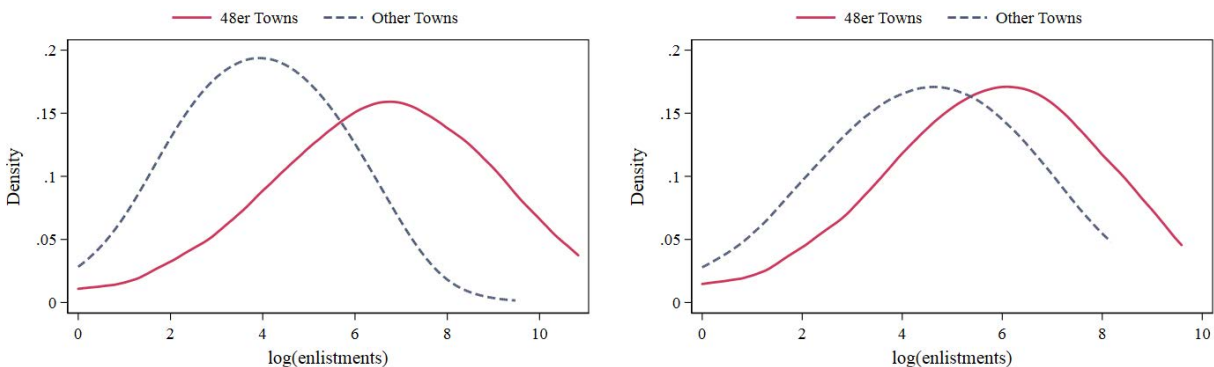 48er Towns Other Towns
.2
.15
.1
.05
0
Density
0 2 4 6 8 10
log(enlistments)
48er Towns Other Towns
.2
.15
.1
.05
0
Density
0 2 4 6 8 10
log(enlistments)